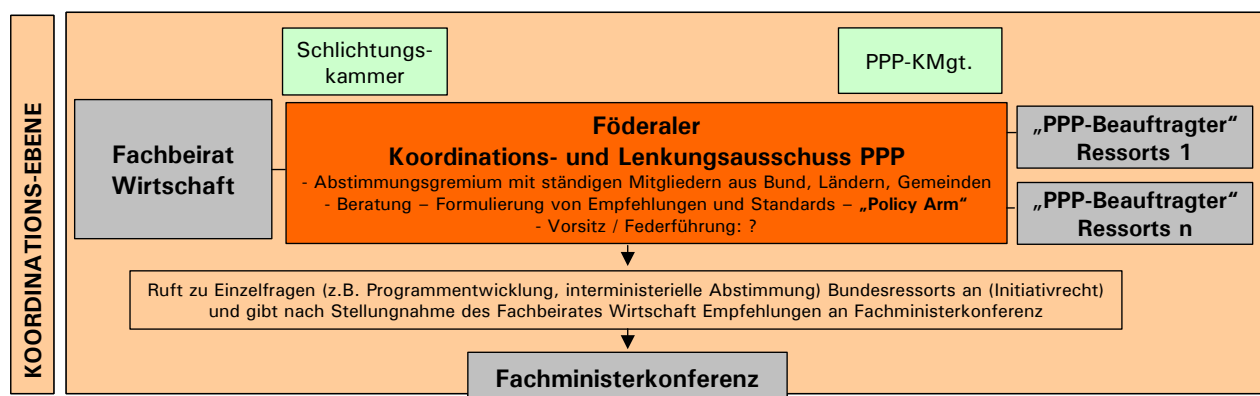 KOORDINATIONS-EBENE
Schlichtungs-
kammer
PPP-KMgt.
Fachbeirat
Wirtschaft
Föderaler
Koordinations- und Lenkungsausschuss PPP
- Abstimmungsgremium mit ständigen Mitgliedern aus Bund, Ländern, Gemeinden
- Beratung – Formulierung von Empfehlungen und Standards – „Policy Arm“
- Vorsitz / Federführung: ?
„PPP-Beauftragter“
Ressorts 1
„PPP-Beauftragter“
Ressorts n
Ruft zu Einzelfragen (z.B. Programmentwicklung, interministerielle Abstimmung) Bundesressorts an (Initiativrecht)
und gibt nach Stellungnahme des Fachbeirates Wirtschaft Empfehlungen an Fachministerkonferenz
Fachministerkonferenz